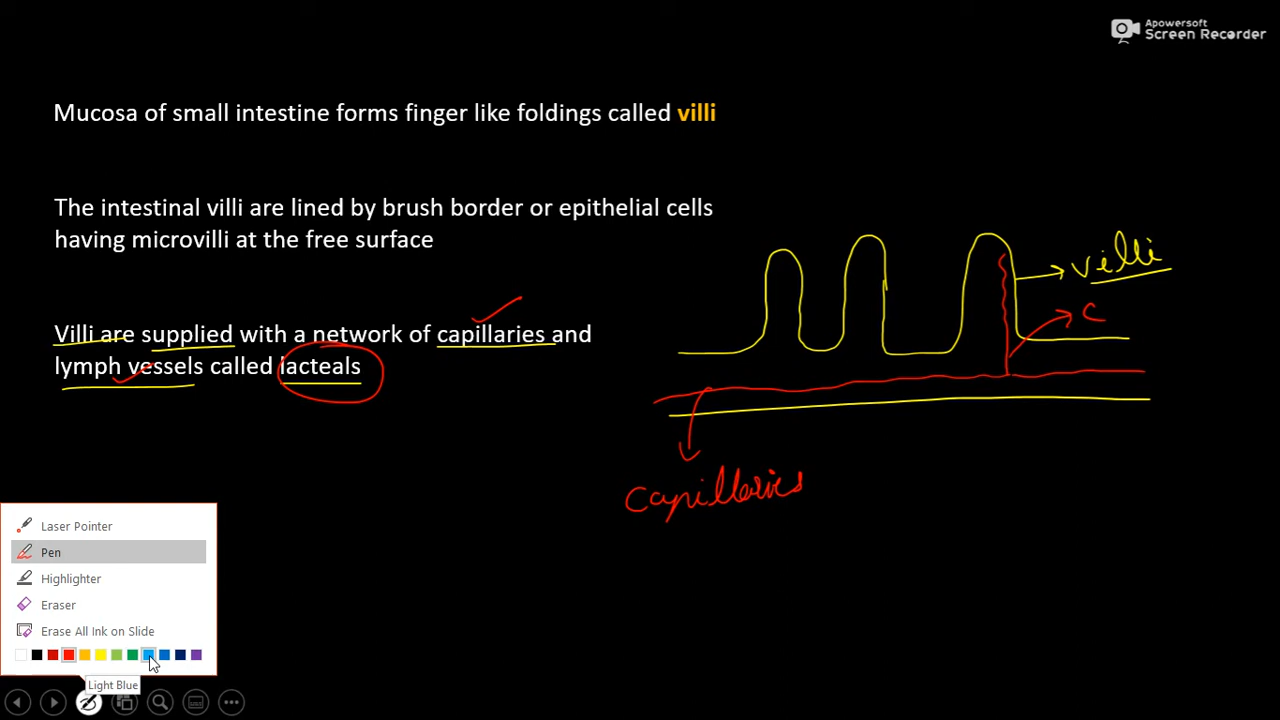 Apowersoft
Screen Recorder
Mucosa of small intestine forms finger like foldings called villi
The intestinal villi are lined by brush border or epithelial cells
having microvilli at the free surface
Villi are supplied with a network of capillaries and
lymph vessels called lacteals
villi
C
Capillaries
Laser Pointer
Pen
Highlighter
Eraser
Erase All Ink on Slide
Light Blue